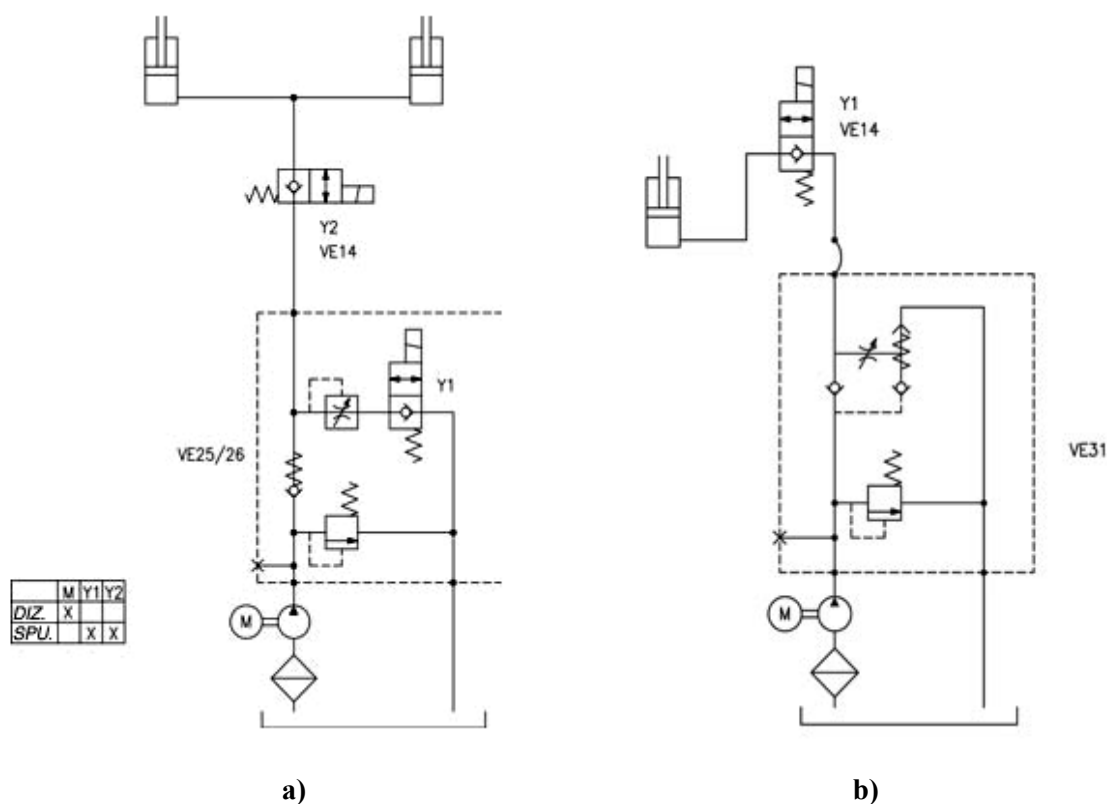 Y1
VE14
Y2
VE14
Y1
VE25/26
VE31
M Y1 Y2
DIZ. X
SPU. X X
M
M
a)
b)